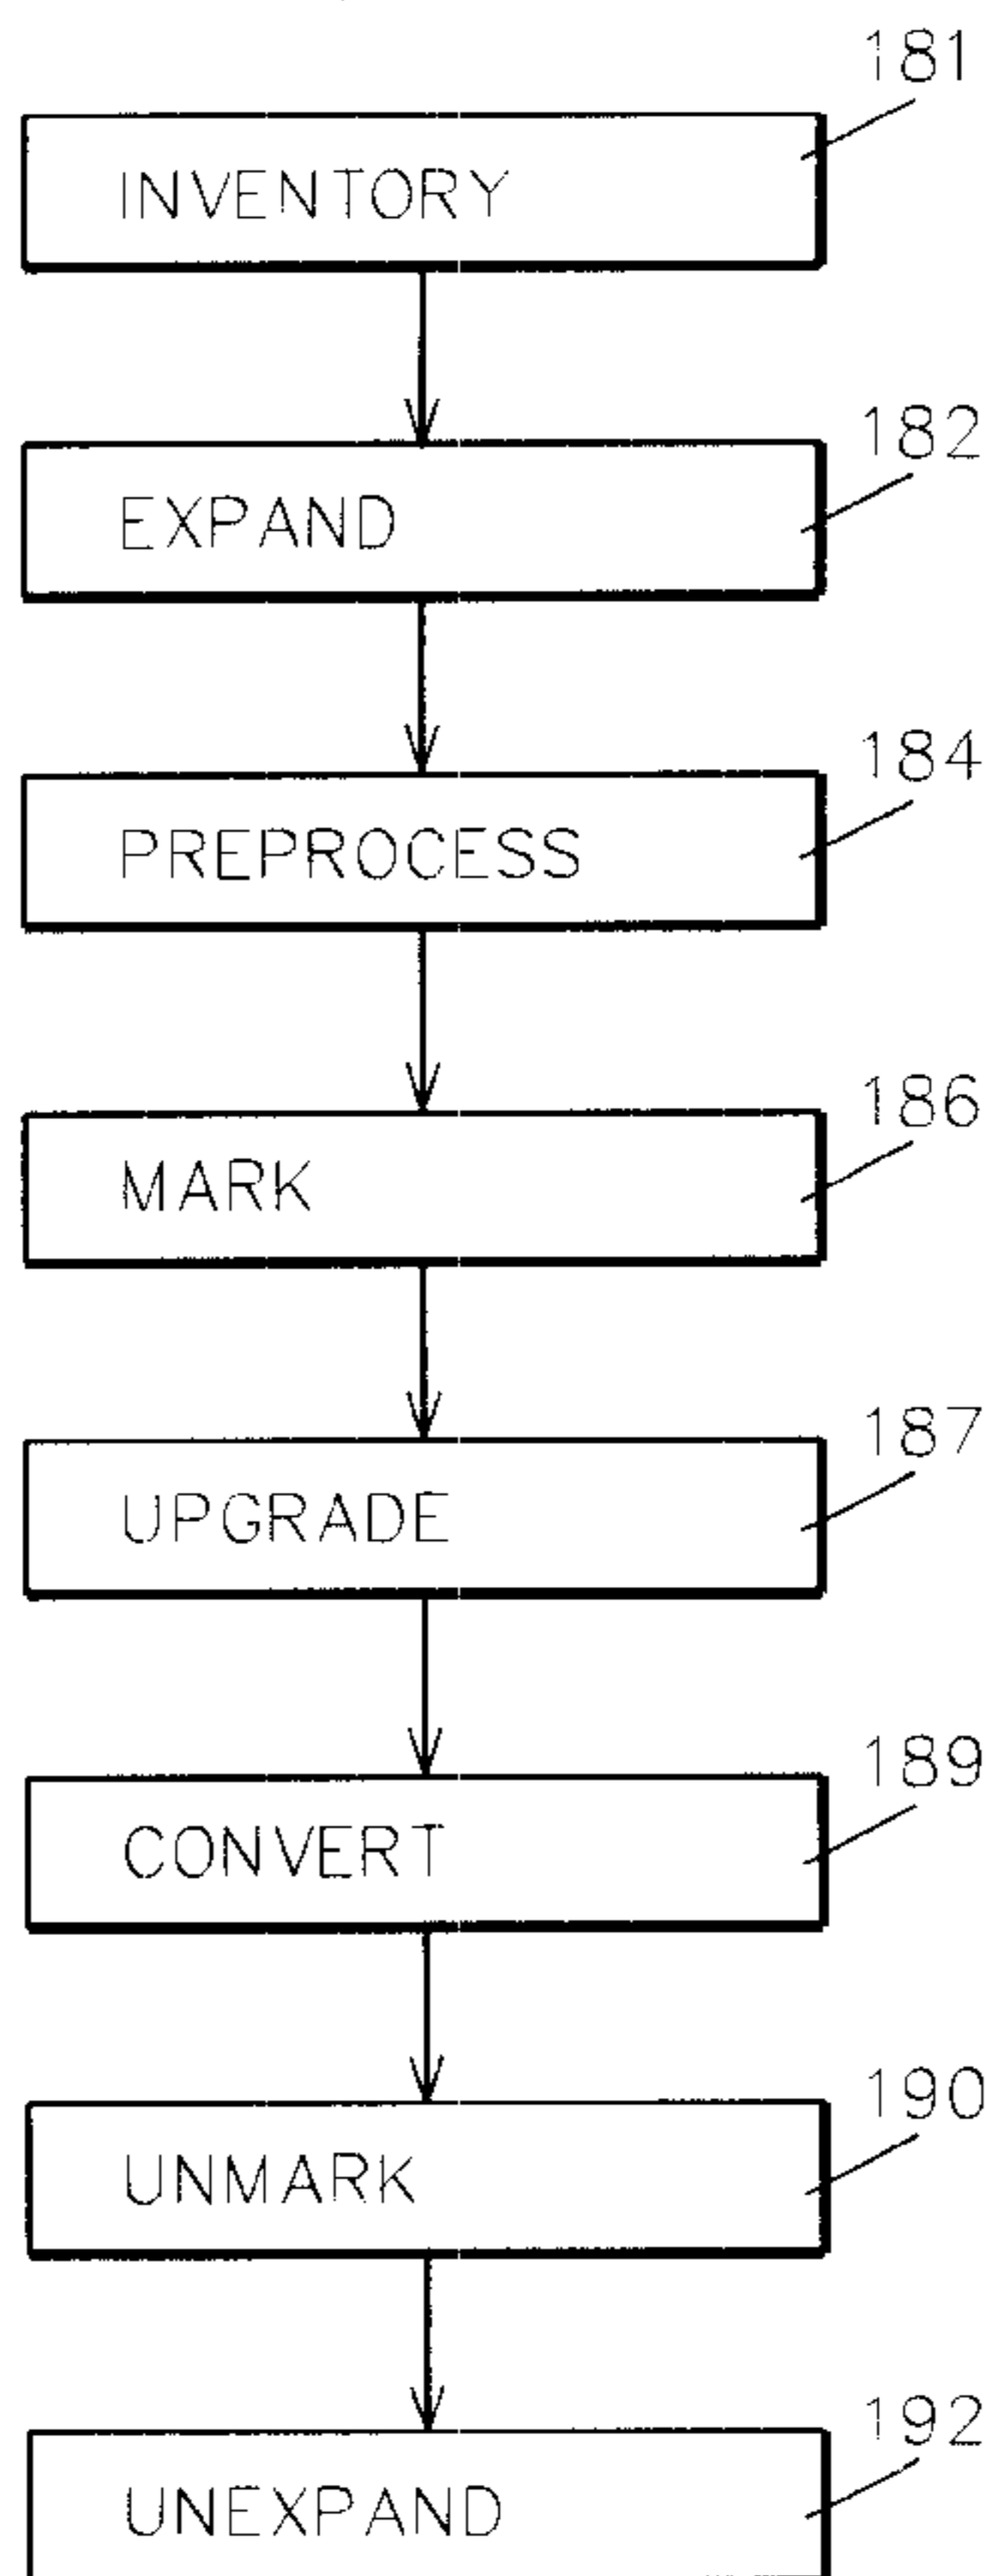 181
INVENTORY
182
EXPAND
184
PREPROCESS
186
MARK
187
UPGRADE
189
CONVERT
190
UNMARK
192
UNEXPAND